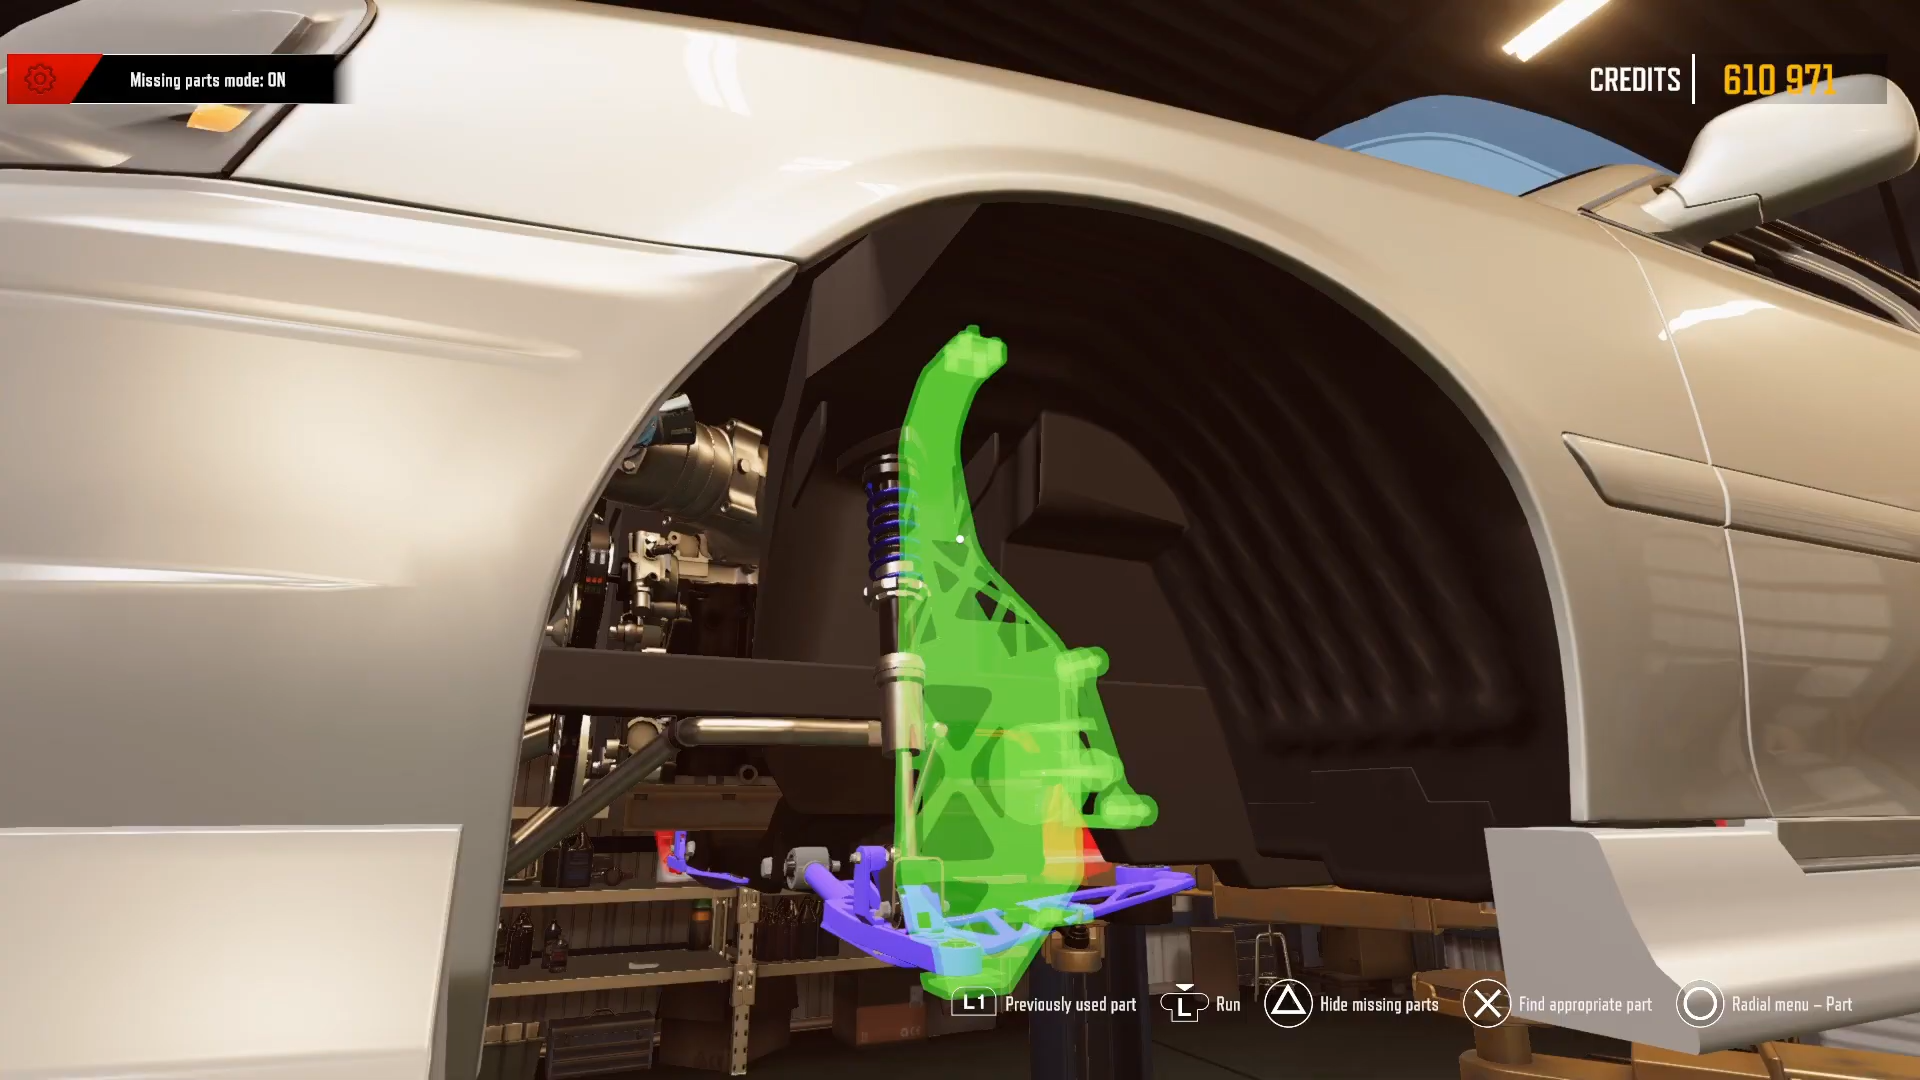 Missing parts mode: ON
CREDITS 610 971
L1 Previously used part L Run Hide missing parts Find appropriate part Radial menu – Part